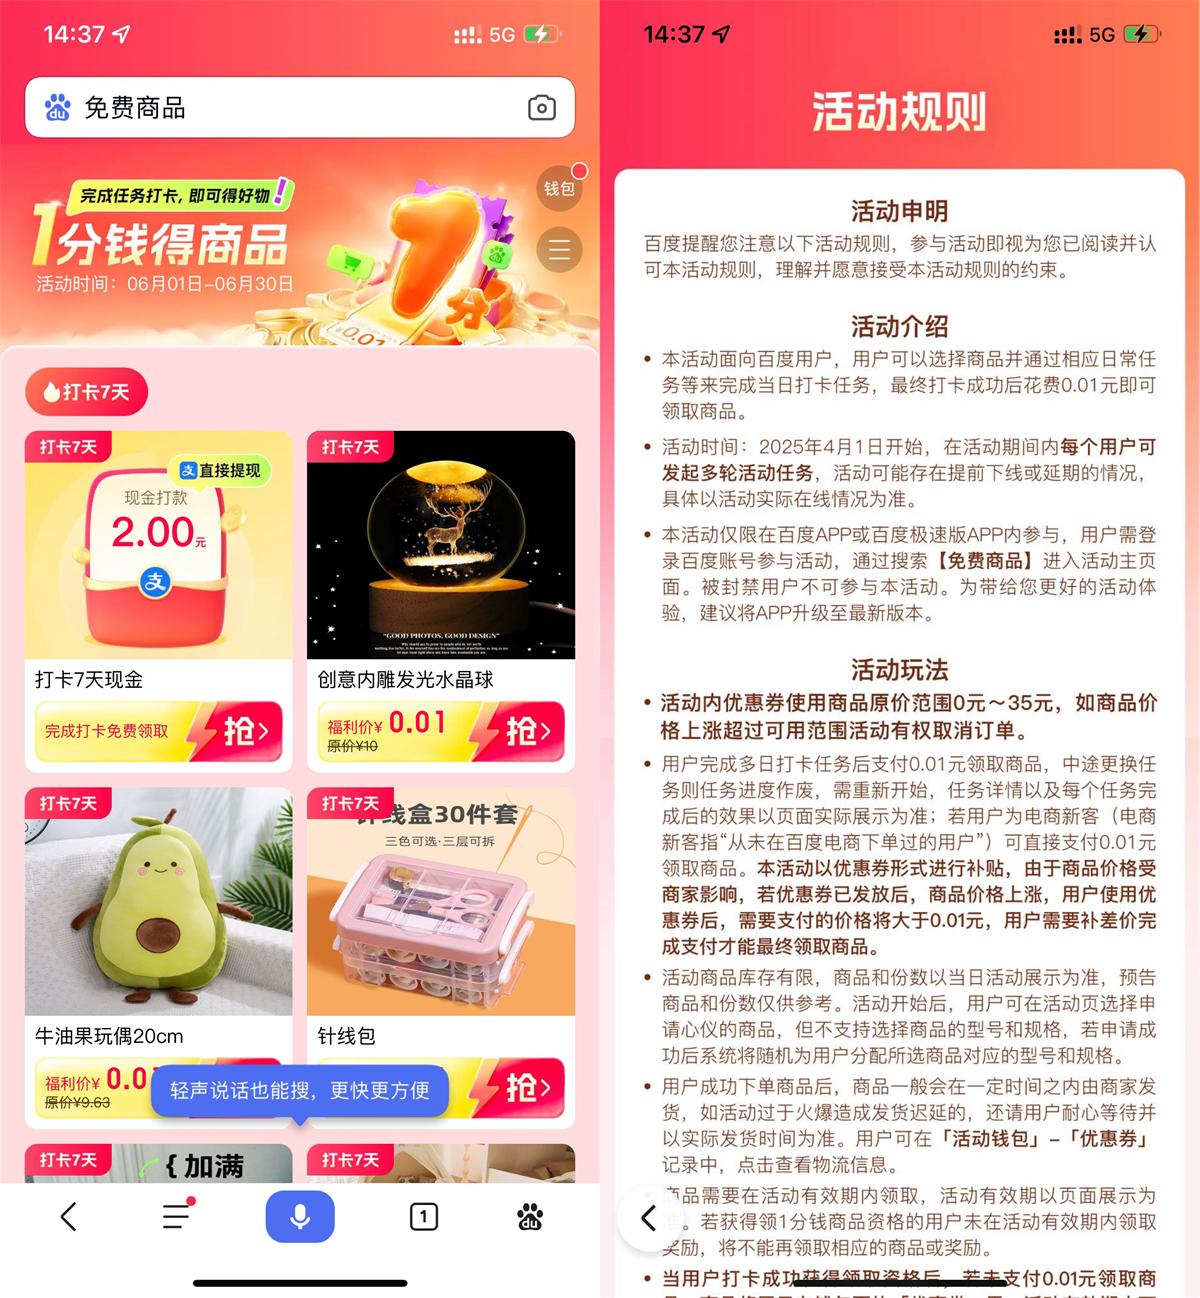 14:37
5G
du
免费商品
完成任务打卡,即可得好物!
1分钱得商品
活动时间：06月01日-06月30日
钱包
1
分
0.01
打卡7天
打卡7天
支 直接提现
现金打款
2.00元
支
打卡7天现金
完成打卡免费领取
抢>
打卡7天
“GOOD PHOTOS, GOOD DESIGN”
创意内雕发光水晶球
福利价¥ 0.01
原价¥10
抢>
打卡7天
牛油果玩偶20cm
福利价¥ 0.0
原价¥9.63
打卡7天
针线盒30件套
三色可选·三层可拆
针线包
抢>
轻声说话也能搜，更快更方便
打卡7天
{ 加满
打卡7天
1
du
14:37
5G
活动规则
活动申明
百度提醒您注意以下活动规则，参与活动即视为您已阅读并认
可本活动规则，理解并愿意接受本活动规则的约束。
活动介绍
• 本活动面向百度用户，用户可以选择商品并通过相应日常任
务等来完成当日打卡任务，最终打卡成功后花费0.01元即可
领取商品。
• 活动时间：2025年4月1日开始，在活动期间内每个用户可
发起多轮活动任务，活动可能存在提前下线或延期的情况，
具体以活动实际在线情况为准。
• 本活动仅限在百度APP或百度极速版APP内参与，用户需登
录百度账号参与活动，通过搜索【免费商品】进入活动主页
面。被封禁用户不可参与本活动。为带给您更好的活动体
验，建议将APP升级至最新版本。
活动玩法
• 活动内优惠券使用商品原价范围0元～35元，如商品价
格上涨超过可用范围活动有权取消订单。
• 用户完成多日打卡任务后支付0.01元领取商品，中途更换任
务则任务进度作废，需重新开始，任务详情以及每个任务完
成后的效果以页面实际展示为准；若用户为电商新客（电商
新客指“从未在百度电商下单过的用户”）可直接支付0.01元
领取商品。本活动以优惠券形式进行补贴，由于商品价格受
商家影响，若优惠券已发放后，商品价格上涨，用户使用优
惠券后，需要支付的价格将大于0.01元，用户需要补差价完
成支付才能最终领取商品。
• 活动商品库存有限，商品和份数以当日活动展示为准，预告
商品和份数仅供参考。活动开始后，用户可在活动页选择申
请心仪的商品，但不支持选择商品的型号和规格，若申请成
功后系统将随机为用户分配所选商品对应的型号和规格。
• 用户成功下单商品后，商品一般会在一定时间之内由商家发
货，如活动过于火爆造成发货迟延的，还请用户耐心等待并
以实际发货时间为准。用户可在「活动钱包」-「优惠券」
记录中，点击查看物流信息。
商品需要在活动有效期内领取，活动有效期以页面展示为
准。若获得领1分钱商品资格的用户未在活动有效期内领取
奖励，将不能再领取相应的商品或奖励。
• 当用户打卡成功获得领取资格后，若未支付0.01元领取商